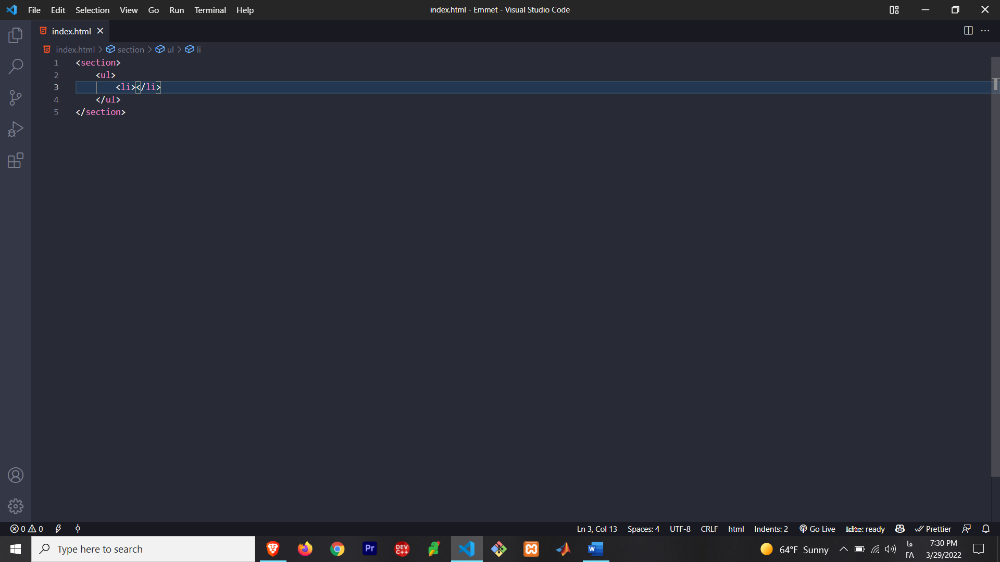 File Edit Selection View Go Run Terminal Help
index.html - Emmet - Visual Studio Code
index.html
index.html > section > ul > li
1 <section>
2 <ul>
3 <li></li>
4 </ul>
5 </section>
0 0
Ln 3, Col 13 Spaces: 4 UTF-8 CRLF html Indents: 2 Go Live kite: ready Prettier
Type here to search
Pr
DEV C++
W
64°F Sunny
فا
FA
7:30 PM
3/29/2022